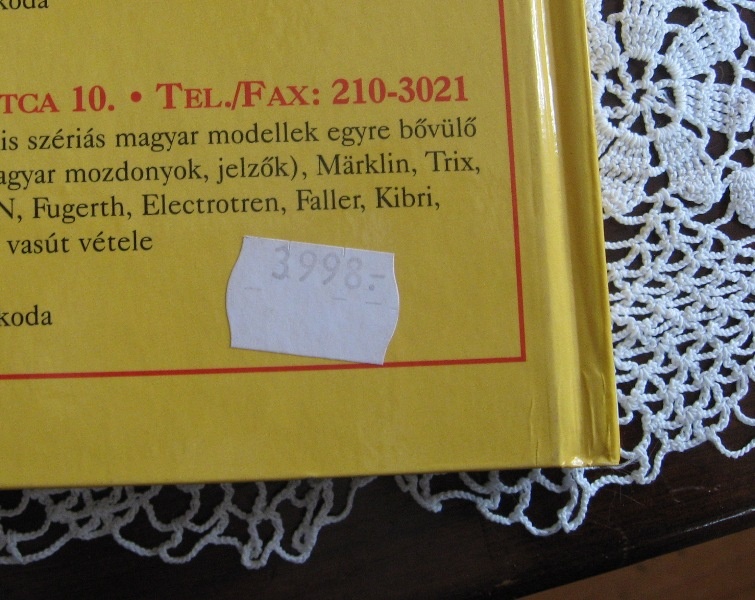 koda
TCA 10. • TEL./FAX: 210-3021
is szériás magyar modellek egyre bővülő
agyar mozdonyok, jelzők), Märklin, Trix,
N, Fugerth, Electrotren, Faller, Kibri,
vasút vétele
3998.-
koda